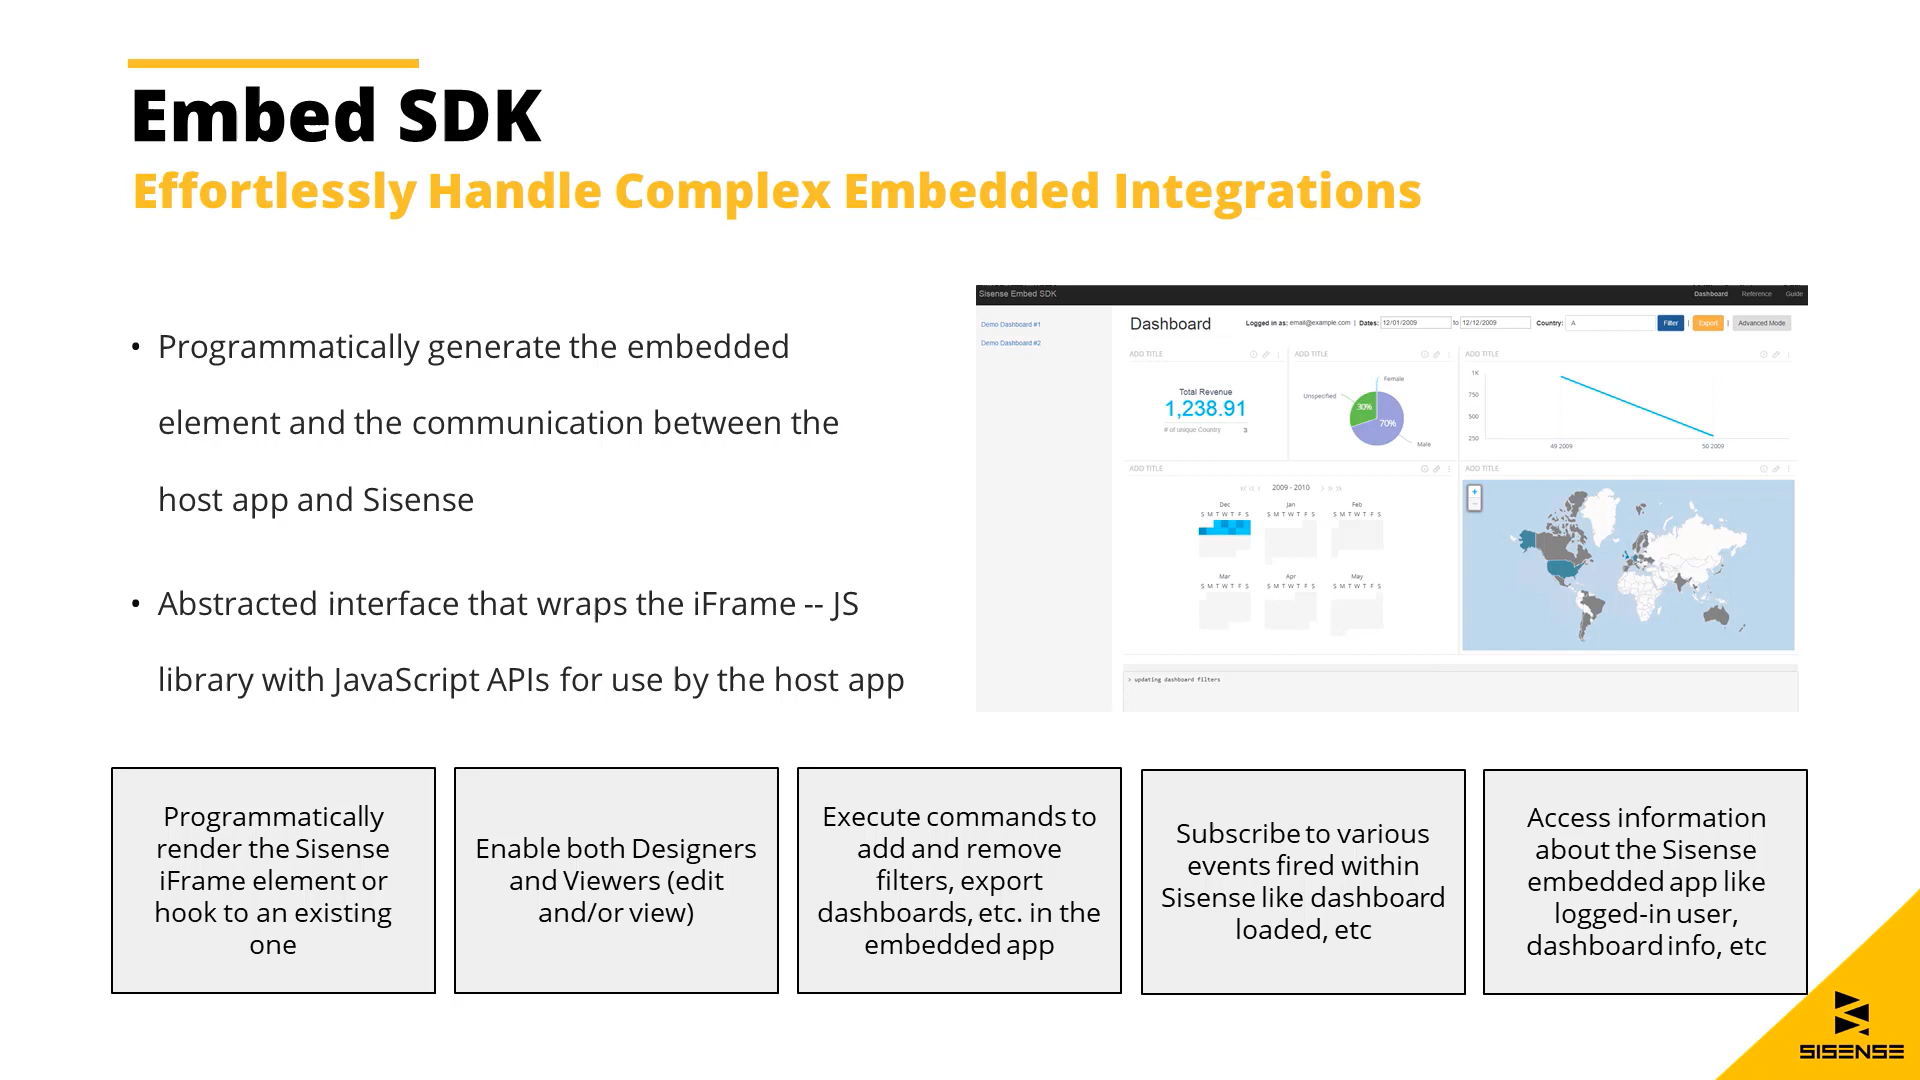 Embed SDK
Effortlessly Handle Complex Embedded Integrations
• Programmatically generate the embedded
element and the communication between the
host app and Sisense
• Abstracted interface that wraps the iFrame -- JS
library with JavaScript APIs for use by the host app
Sisense Embed SDK
Dashboard Reference Guide
Demo Dashboard #1
Demo Dashboard #2
Dashboard
Logged in as: email@example.com | Dates: 12/01/2009 to 12/12/2009 Country: A Filter | Export | Advanced Mode
ADD TITLE
Total Revenue
1,238.91
# of unique Country 3
ADD TITLE
Female
Unspecified
30%
70%
Male
ADD TITLE
1K
750
500
250
49 2009 50 2009
ADD TITLE
2009 - 2010
Dec Jan Feb
S M T W T F S S M T W T F S S M T W T F S
Mar Apr May
S M T W T F S S M T W T F S S M T W T F S
ADD TITLE
+
−
> updating dashboard filters
Programmatically
render the Sisense
iFrame element or
hook to an existing
one
Enable both Designers
and Viewers (edit
and/or view)
Execute commands to
add and remove
filters, export
dashboards, etc. in the
embedded app
Subscribe to various
events fired within
Sisense like dashboard
loaded, etc
Access information
about the Sisense
embedded app like
logged-in user,
dashboard info, etc
SISENSE